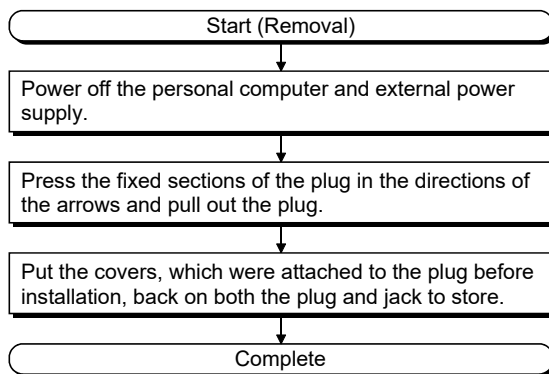 Start (Removal)
Power off the personal computer and external power
supply.
Press the fixed sections of the plug in the directions of
the arrows and pull out the plug.
Put the covers, which were attached to the plug before
installation, back on both the plug and jack to store.
Complete